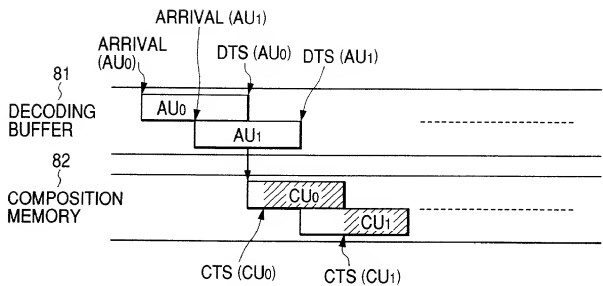 ARRIVAL (AU1)
ARRIVAL
(AU0)
DTS (AU0)
DTS (AU1)
81
DECODING
BUFFER
AU0
AU1
82
COMPOSITION
MEMORY
CU0
CU1
CTS (CU0)
CTS (CU1)